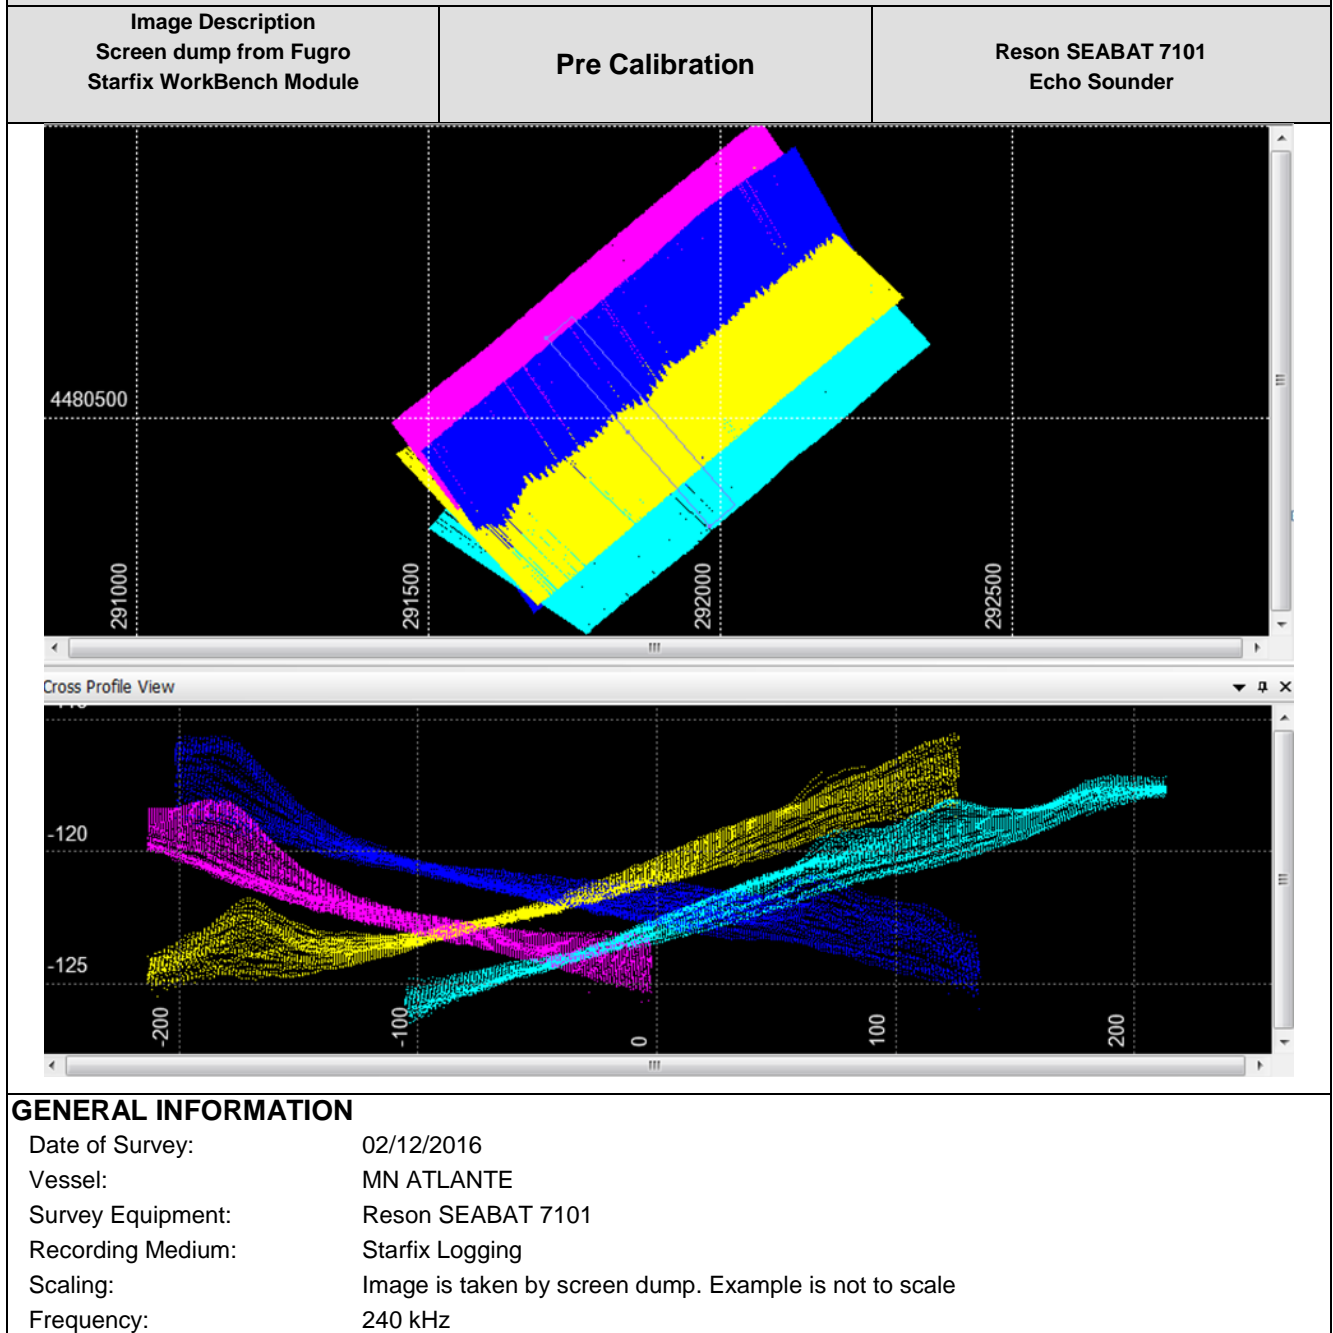 Image Description
Screen dump from Fugro
Starfix WorkBench Module
Pre Calibration
Reson SEABAT 7101
Echo Sounder
4480500
291000
291500
292000
292500
Cross Profile View
-120
-125
-200
-100
0
100
200
GENERAL INFORMATION
Date of Survey: 02/12/2016
Vessel: MN ATLANTE
Survey Equipment: Reson SEABAT 7101
Recording Medium: Starfix Logging
Scaling: Image is taken by screen dump. Example is not to scale
Frequency: 240 kHz